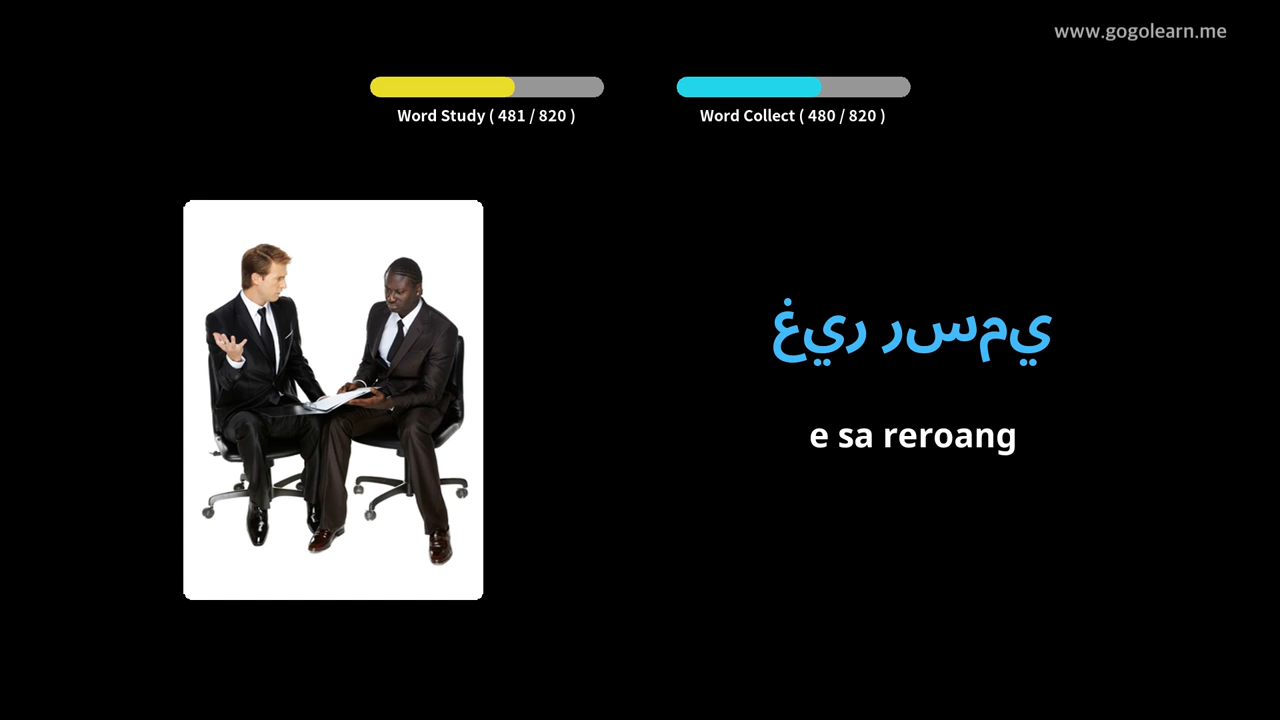 www.gogolearn.me
Word Study ( 481 / 820 )
Word Collect ( 480 / 820 )
غير رسمي
e sa reroang